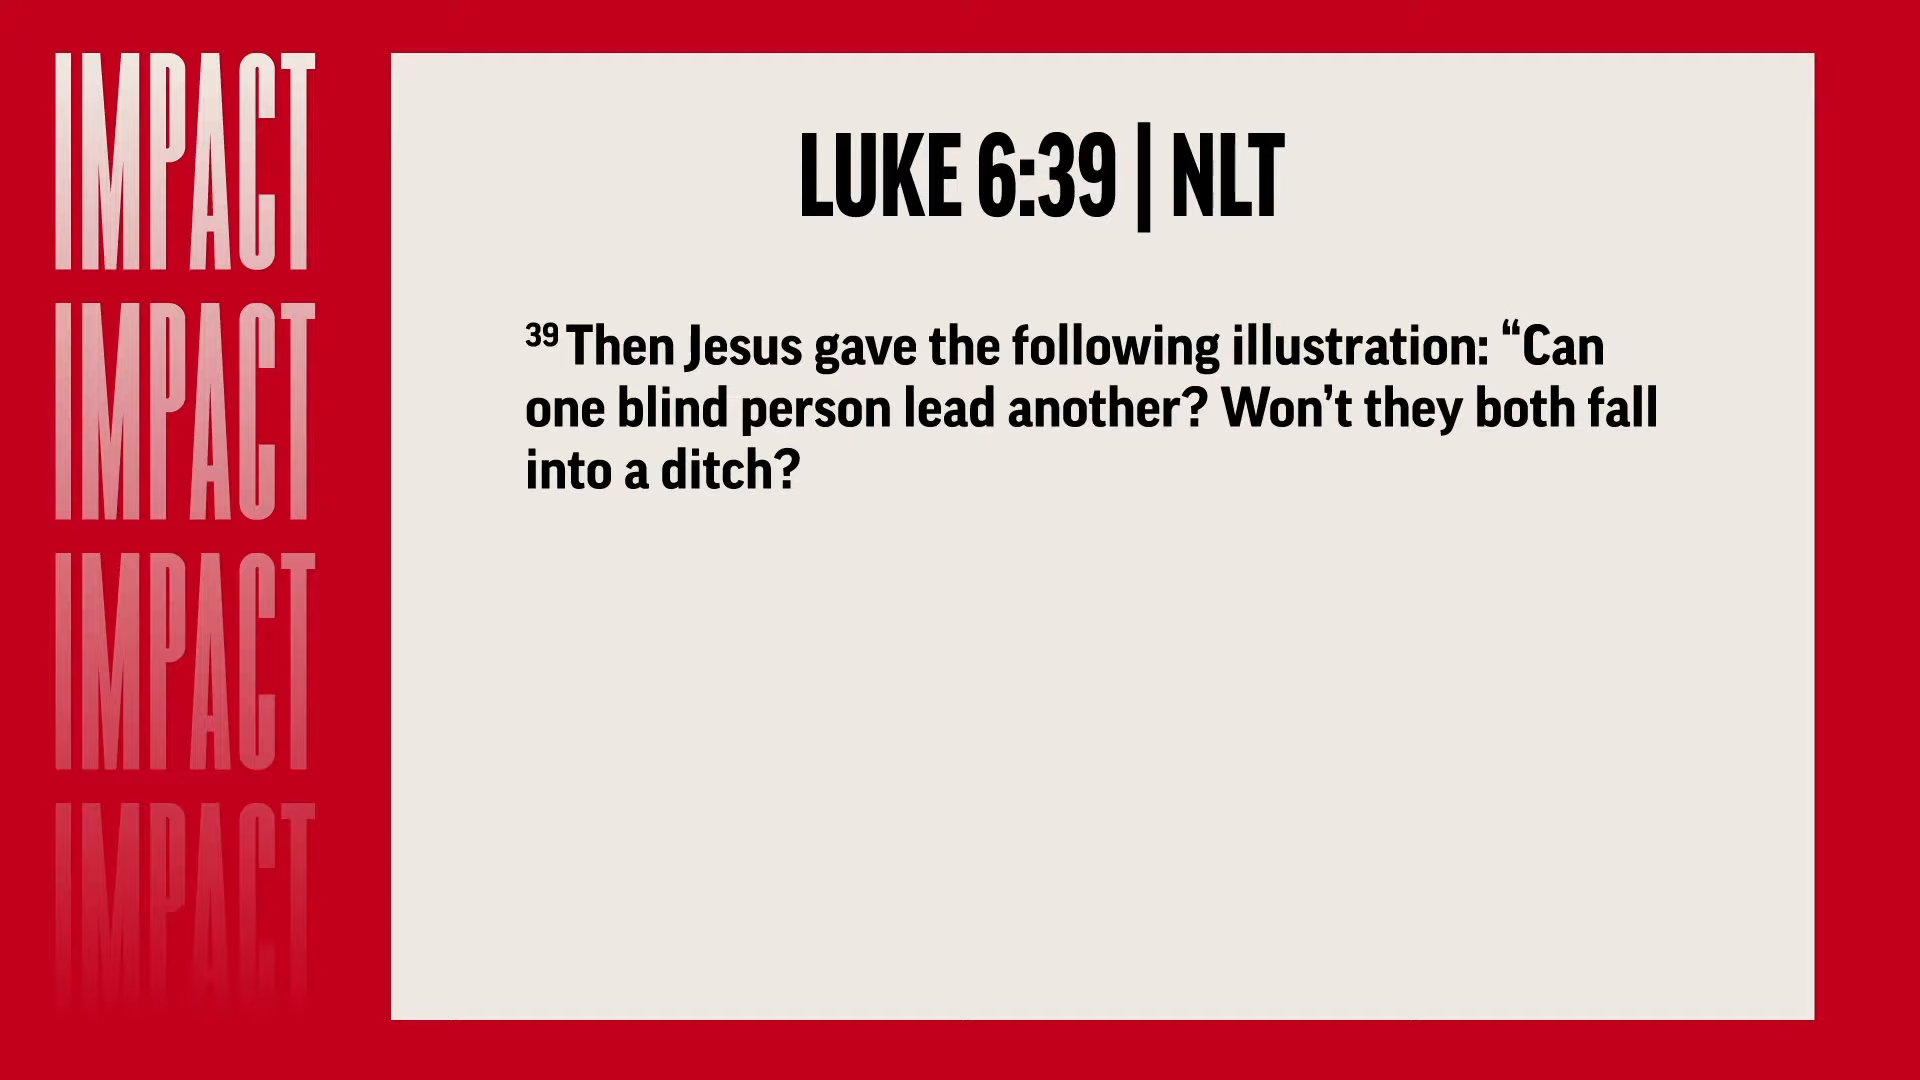 IMPACT
IMPACT
IMPACT
IMPACT
LUKE 6:39 | NLT
39 Then Jesus gave the following illustration: “Can
one blind person lead another? Won’t they both fall
into a ditch?